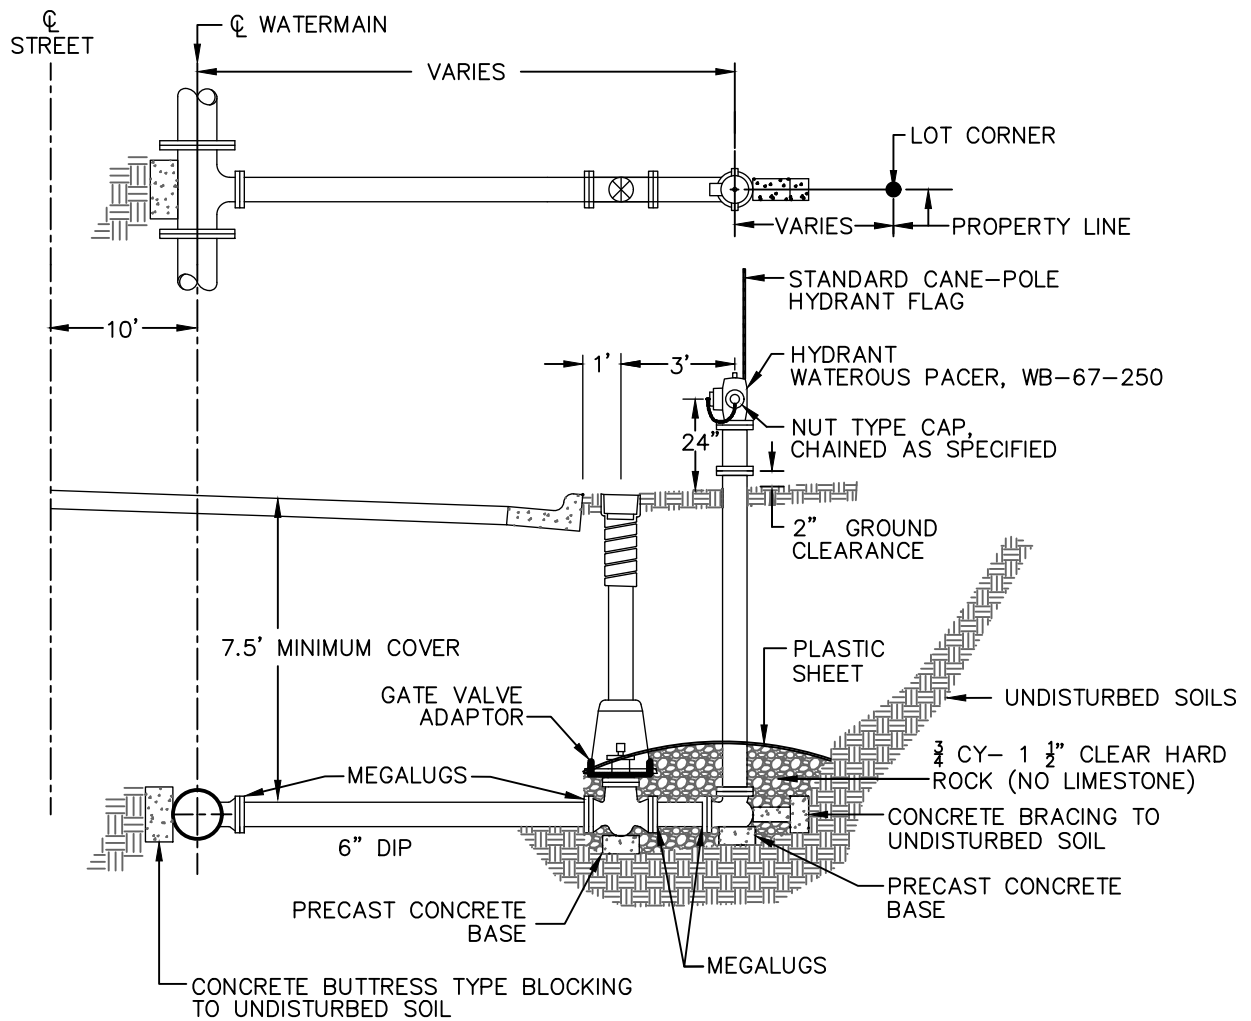 ℄
STREET
℄ WATERMAIN
VARIES
LOT CORNER
VARIES
PROPERTY LINE
STANDARD CANE-POLE
HYDRANT FLAG
10'
1'
3'
HYDRANT
WATEROUS PACER, WB-67-250
24"
NUT TYPE CAP,
CHAINED AS SPECIFIED
2" GROUND
CLEARANCE
7.5' MINIMUM COVER
PLASTIC
SHEET
GATE VALVE
ADAPTOR
UNDISTURBED SOILS
3/4 CY- 1 1/2" CLEAR HARD
ROCK (NO LIMESTONE)
MEGALUGS
CONCRETE BRACING TO
UNDISTURBED SOIL
6" DIP
PRECAST CONCRETE
BASE
PRECAST CONCRETE
BASE
MEGALUGS
CONCRETE BUTTRESS TYPE BLOCKING
TO UNDISTURBED SOIL